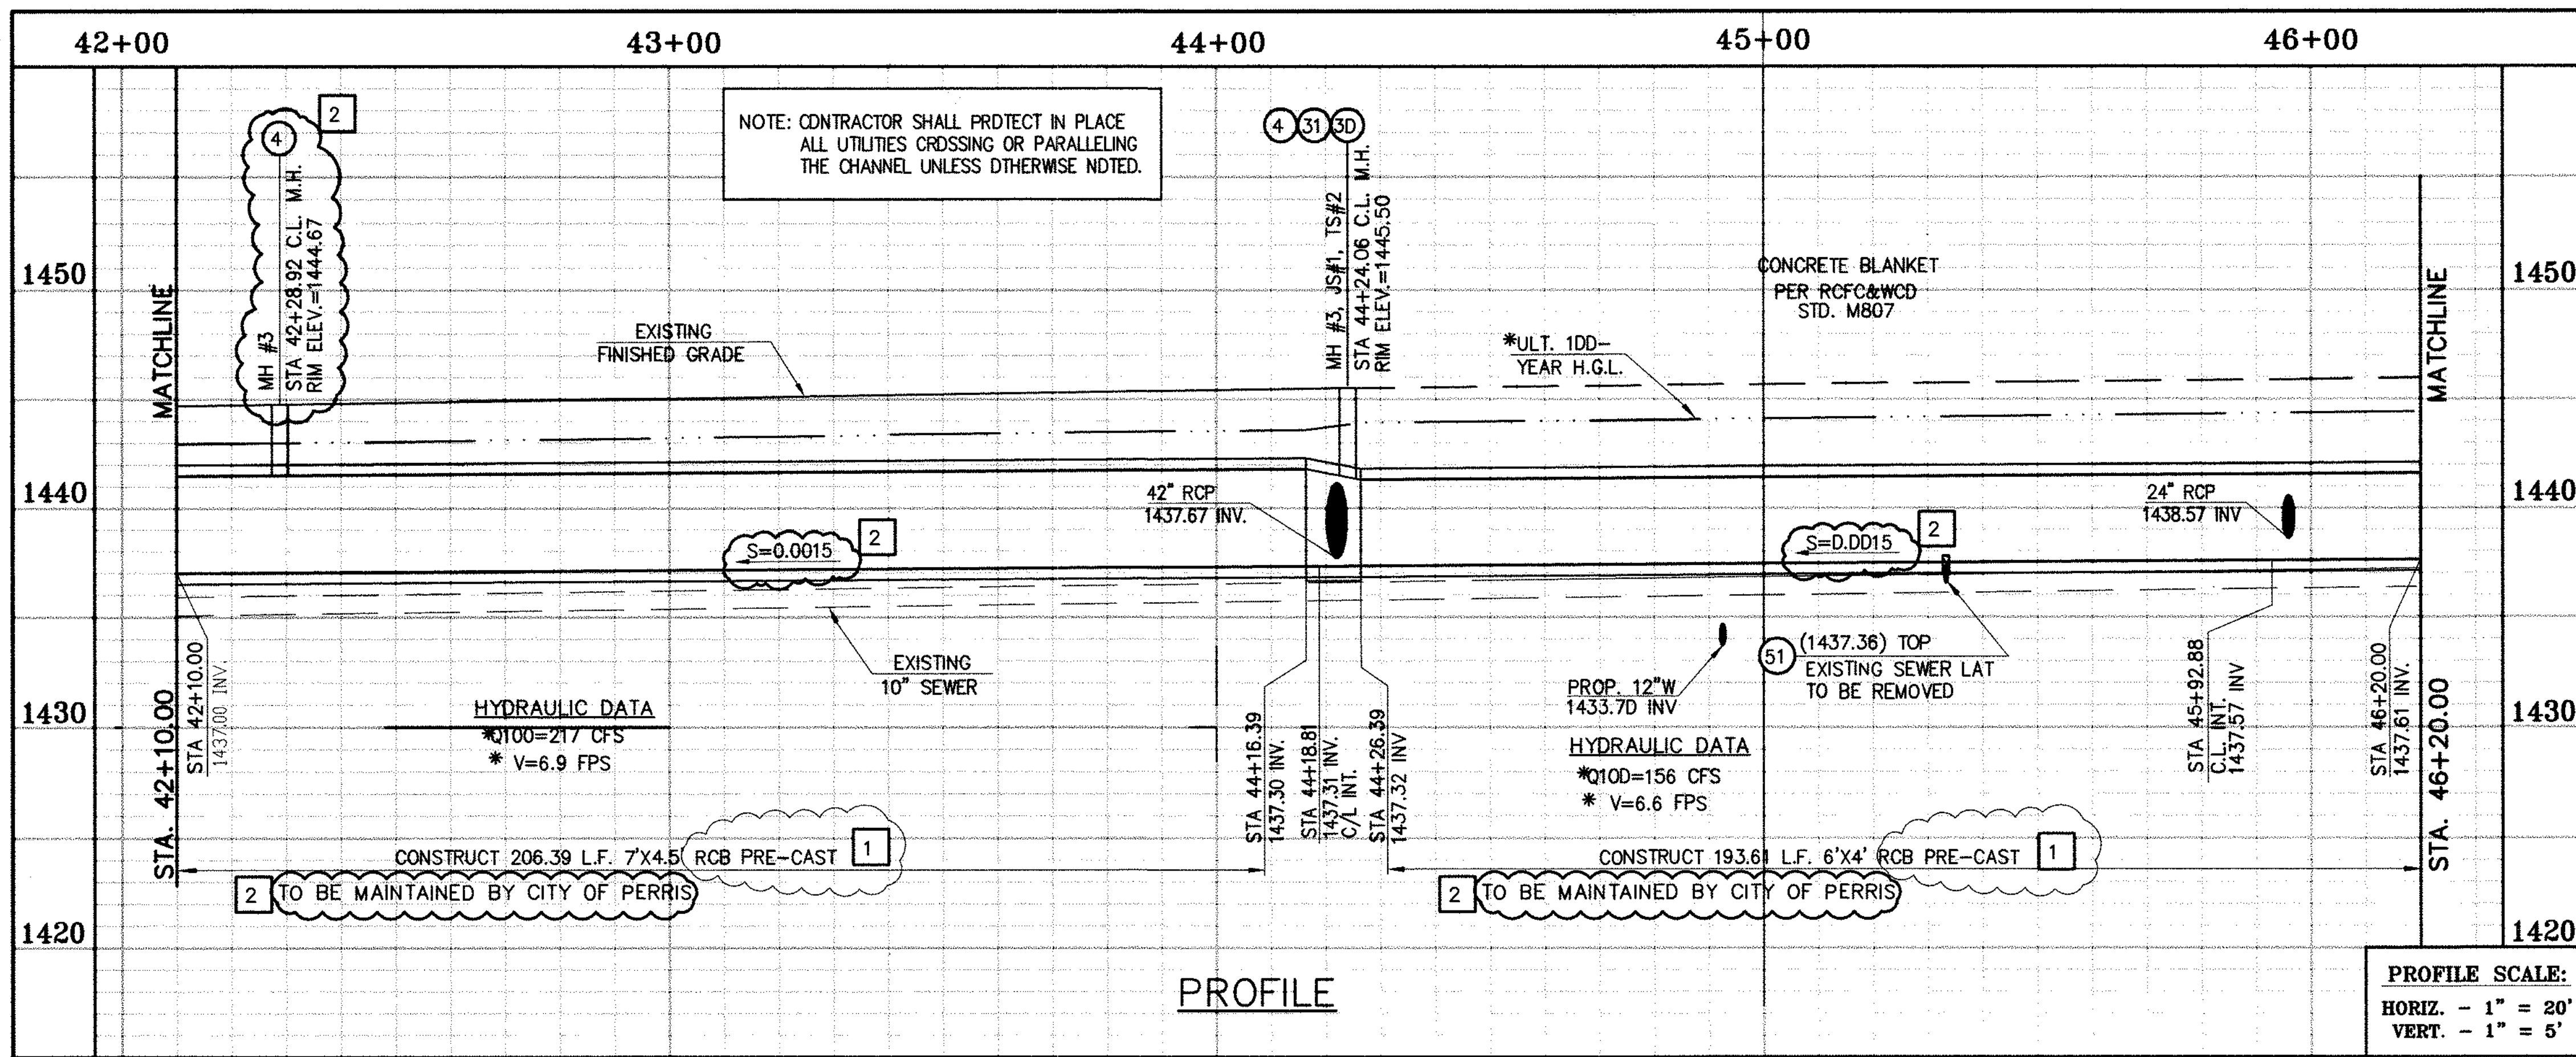 42+00 43+00 44+00 45+00 46+00
2
4
MH #3
STA 42+28.92 C.L. M.H.
RIM ELEV.=1444.67
NOTE: CONTRACTOR SHALL PRDTECT IN PLACE
ALL UTILITIES CRDSSING OR PARALLELING
THE CHANNEL UNLESS DTHERWISE NDTED.
4 31 3D
MH #3, JS#1, TS#2
STA 44+24.06 C.L. M.H.
RIM ELEV.=1445.50
CONCRETE BLANKET
PER RCFC&WCD
STD. M807
1450
1450
MATCHLINE
MATCHLINE
EXISTING
FINISHED GRADE
*ULT. 1DD-
YEAR H.G.L.
1440
1440
42" RCP
1437.67 INV.
24" RCP
1438.57 INV
S=0.0015
2
S=D.DD15
2
EXISTING
10" SEWER
51
(1437.36) TOP
EXISTING SEWER LAT
TO BE REMOVED
PROP. 12"W
1433.7D INV
1430
1430
STA 42+10.00
1437.00 INV.
STA. 42+10.00
HYDRAULIC DATA
*Q100=217 CFS
* V=6.9 FPS
STA 44+16.39
1437.30 INV.
STA 44+18.81
1437.31 INV.
C/L INT.
STA 44+26.39
1437.32 INV
HYDRAULIC DATA
*Q10D=156 CFS
* V=6.6 FPS
STA 45+92.88
C.L. INT.
1437.57 INV
STA 46+20.00
1437.61 INV.
STA. 46+20.00
CONSTRUCT 206.39 L.F. 7'X4.5' RCB PRE-CAST 1
2 TO BE MAINTAINED BY CITY OF PERRIS
CONSTRUCT 193.61 L.F. 6'X4' RCB PRE-CAST 1
2 TO BE MAINTAINED BY CITY OF PERRIS
1420
1420
PROFILE
PROFILE SCALE:
HORIZ. - 1" = 20'
VERT. - 1" = 5'